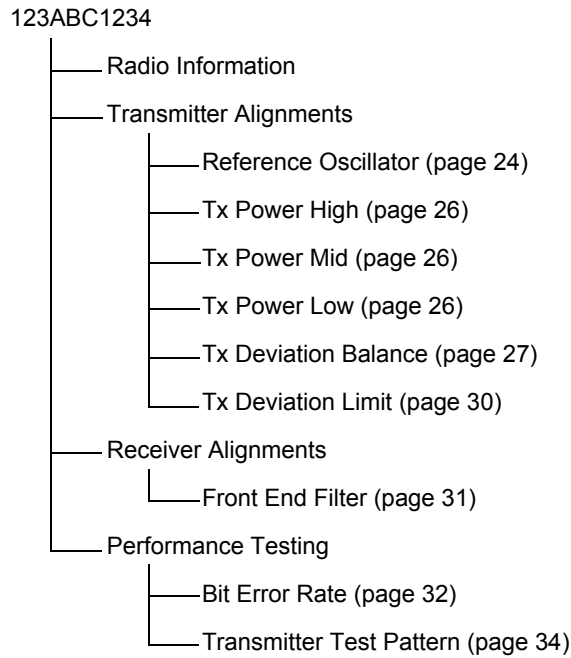 123ABC1234
Radio Information
Transmitter Alignments
Reference Oscillator (page 24)
Tx Power High (page 26)
Tx Power Mid (page 26)
Tx Power Low (page 26)
Tx Deviation Balance (page 27)
Tx Deviation Limit (page 30)
Receiver Alignments
Front End Filter (page 31)
Performance Testing
Bit Error Rate (page 32)
Transmitter Test Pattern (page 34)